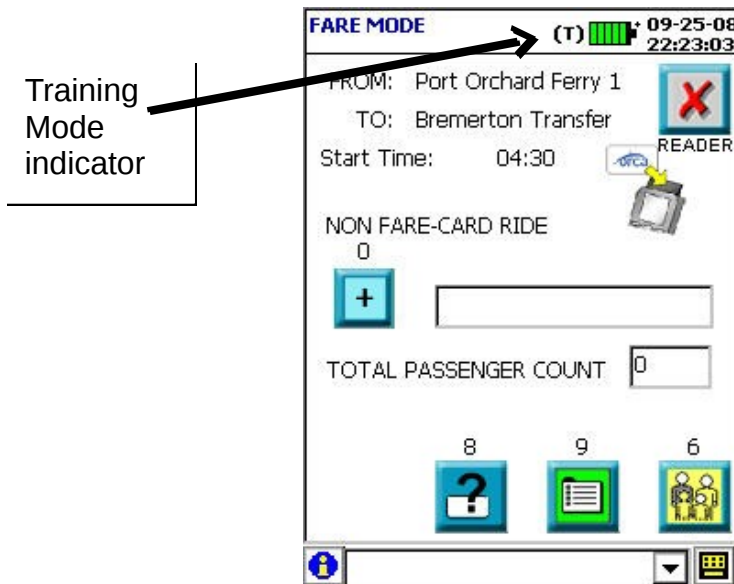 FARE MODE
(T)
09-25-08
22:23:03
Training
Mode
indicator
FROM: Port Orchard Ferry 1
TO: Bremerton Transfer
READER
Start Time: 04:30
orca
NON FARE-CARD RIDE
0
+
TOTAL PASSENGER COUNT 0
8 9 6
?